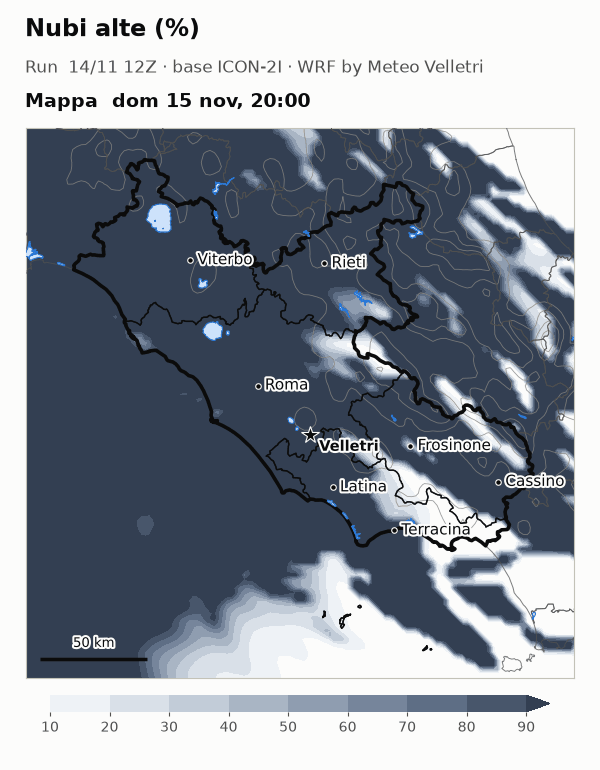 Nubi alte (%)
Run  14/11 12Z · base ICON-2I · WRF by Meteo Velletri
Mappa  dom 15 nov, 20:00
Viterbo
Rieti
Roma
Velletri
Frosinone
Latina
Cassino
Terracina
50 km
10 20 30 40 50 60 70 80 90